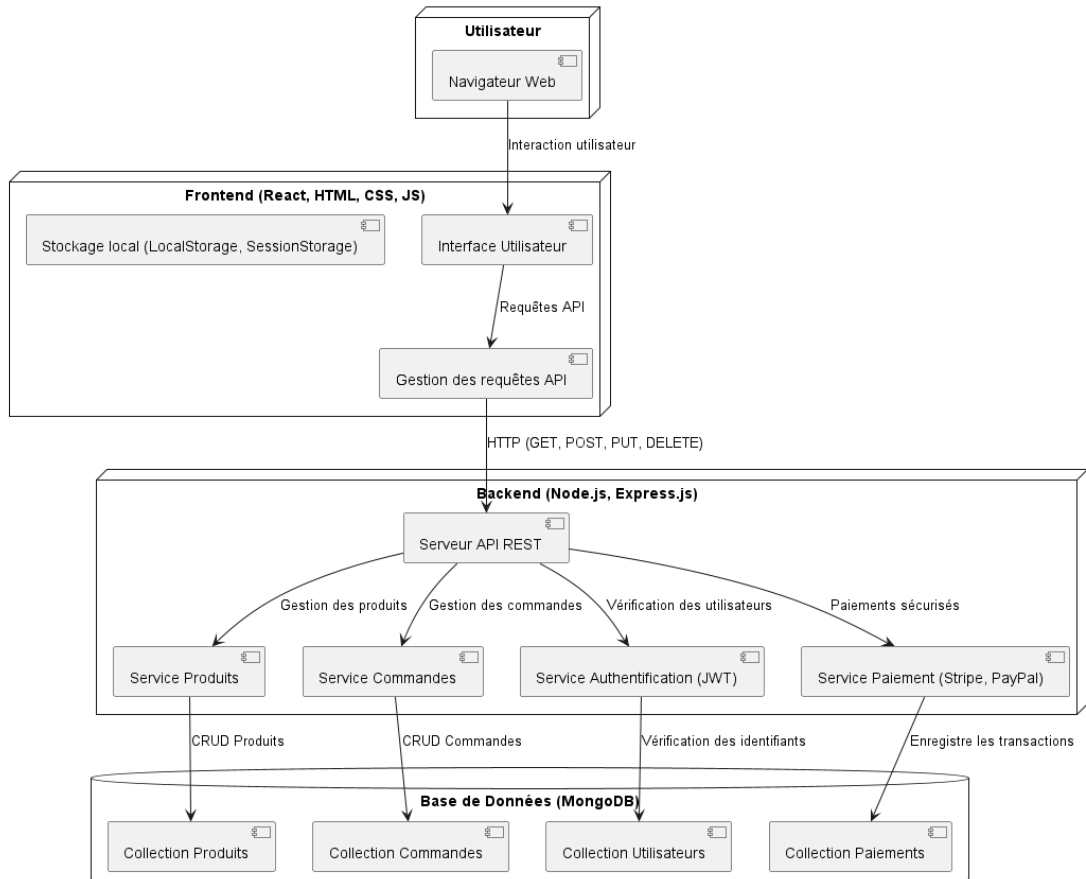 Utilisateur
Navigateur Web
Interaction utilisateur
Frontend (React, HTML, CSS, JS)
Stockage local (LocalStorage, SessionStorage)
Interface Utilisateur
Requêtes API
Gestion des requêtes API
HTTP (GET, POST, PUT, DELETE)
Backend (Node.js, Express.js)
Serveur API REST
Gestion des produits
Gestion des commandes
Vérification des utilisateurs
Paiements sécurisés
Service Produits
Service Commandes
Service Authentification (JWT)
Service Paiement (Stripe, PayPal)
CRUD Produits
CRUD Commandes
Vérification des identifiants
Enregistre les transactions
Base de Données (MongoDB)
Collection Produits
Collection Commandes
Collection Utilisateurs
Collection Paiements